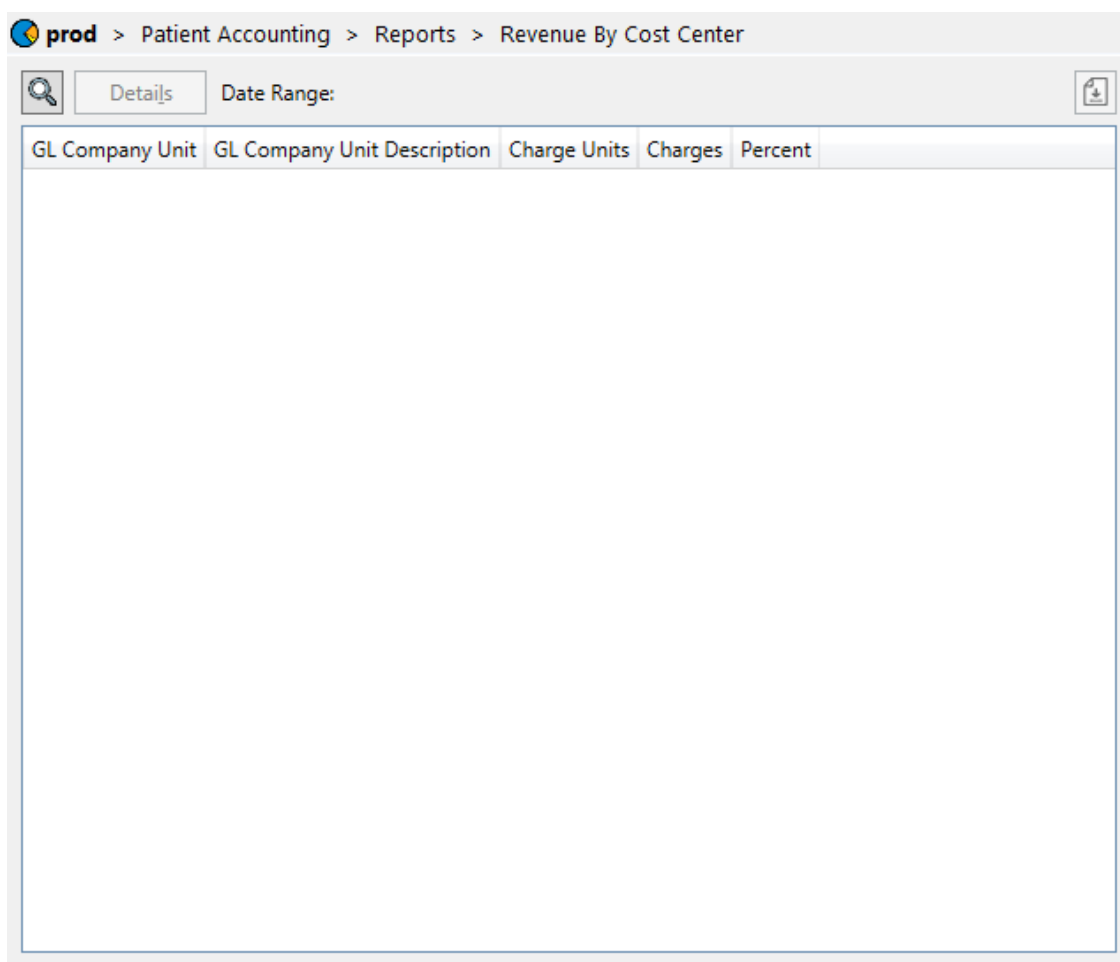 prod > Patient Accounting > Reports > Revenue By Cost Center
Details Date Range:
GL Company Unit GL Company Unit Description Charge Units Charges Percent